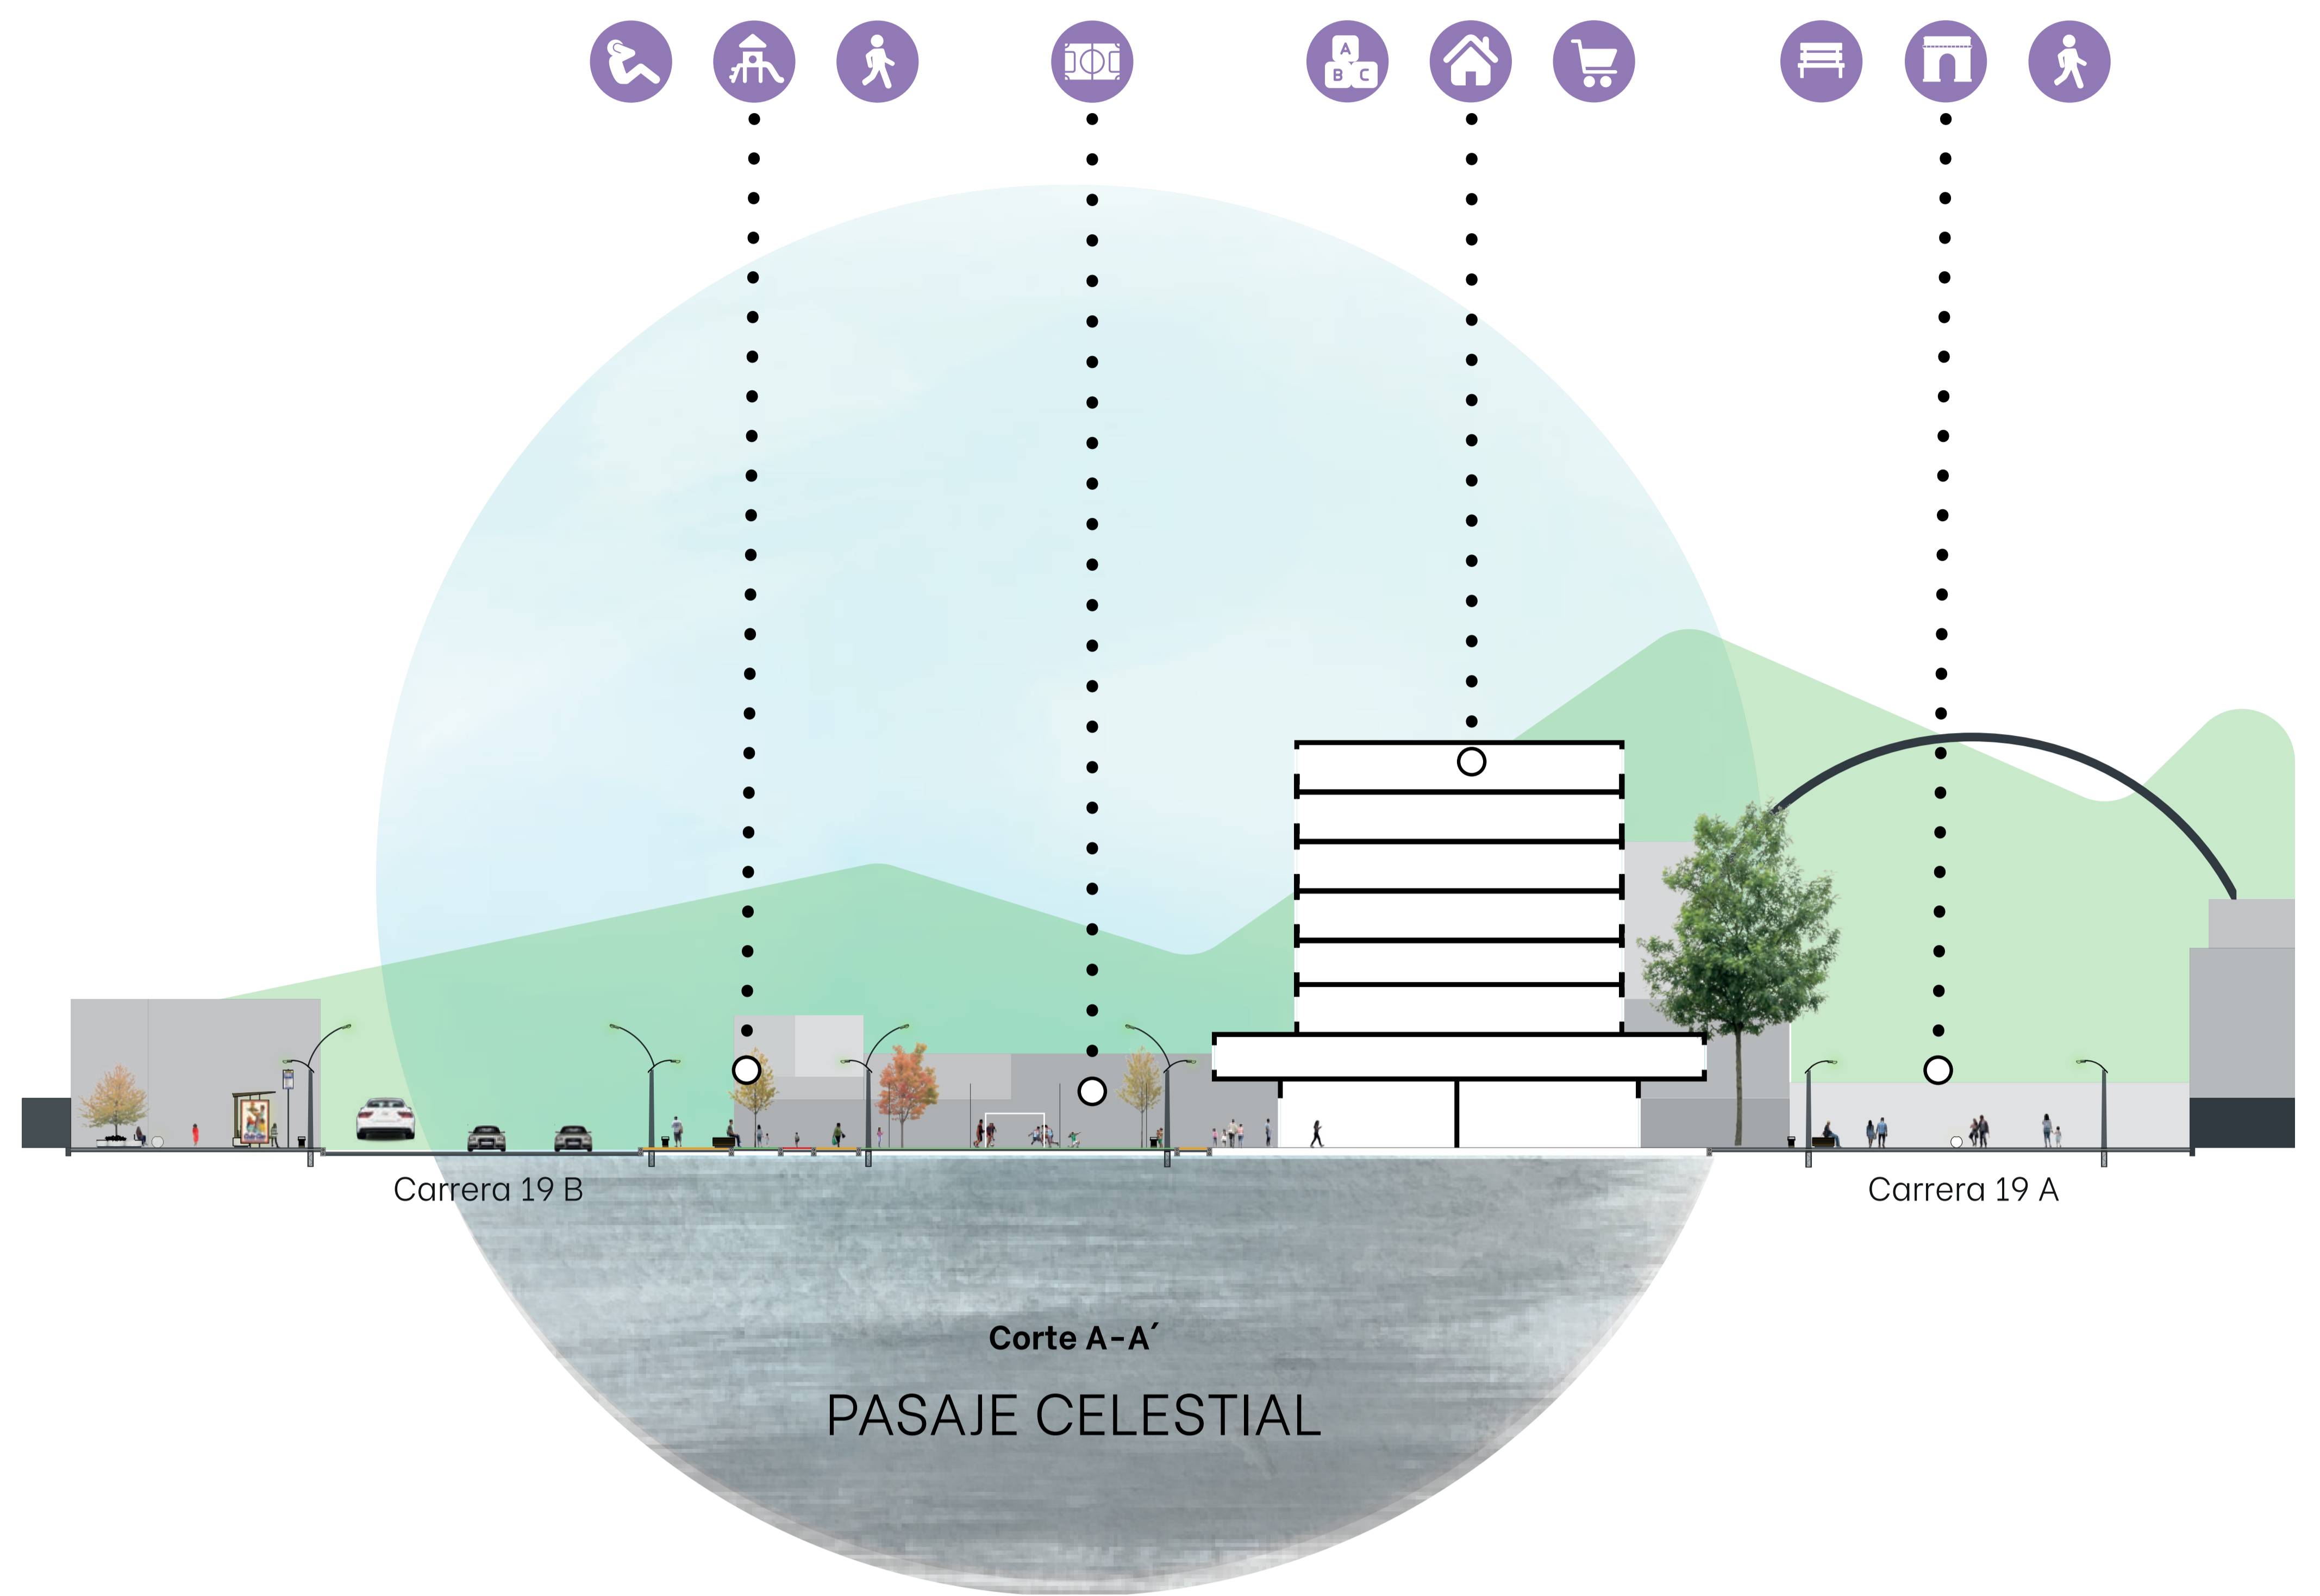 A
B C
Carrera 19 B
Carrera 19 A
Corte A-A´
PASAJE CELESTIAL